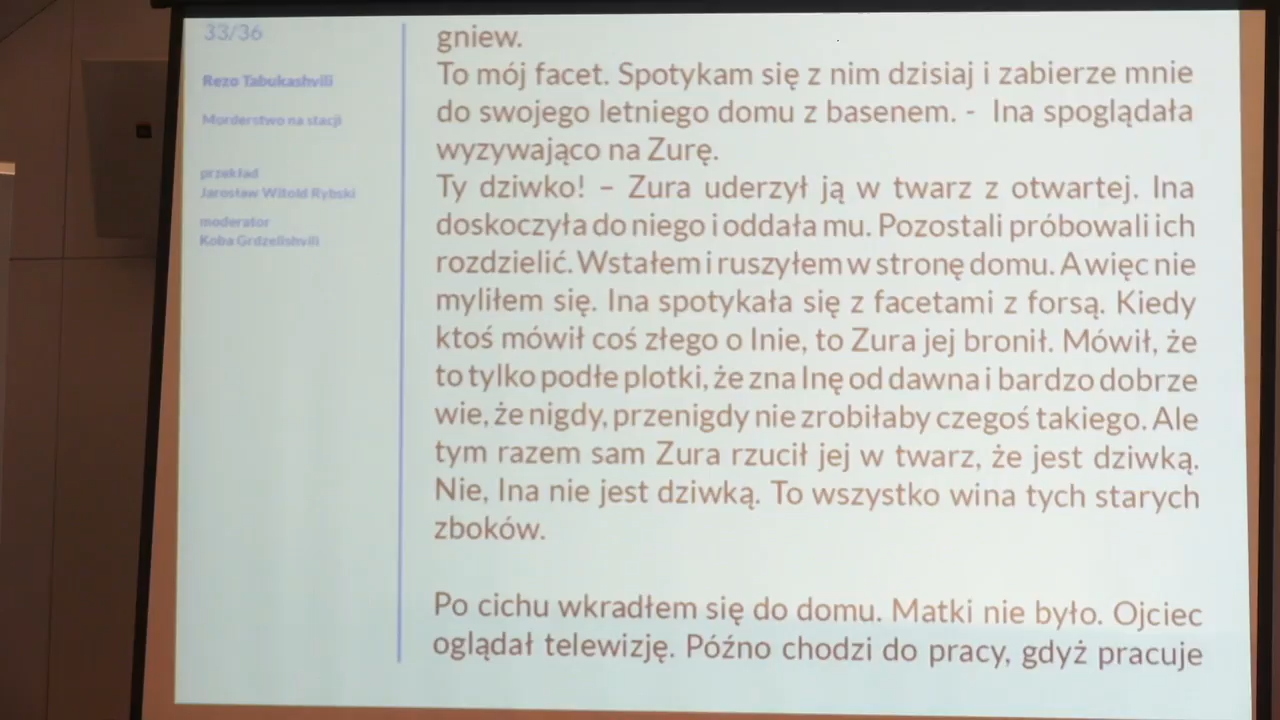 33/36
Rezo Tabukashvili
Morderstwo na stacji
przekład
Jarosław Witold Rybski
moderator
Koba Grdzelishvili
gniew.
To mój facet. Spotykam się z nim dzisiaj i zabierze mnie
do swojego letniego domu z basenem. - Ina spoglądała
wyzywająco na Zurę.
Ty dziwko! – Zura uderzył ją w twarz z otwartej. Ina
doskoczyła do niego i oddała mu. Pozostali próbowali ich
rozdzielić. Wstałem i ruszyłem w stronę domu. A więc nie
myliłem się. Ina spotykała się z facetami z forsą. Kiedy
ktoś mówił coś złego o Inie, to Zura jej bronił. Mówił, że
to tylko podłe plotki, że zna Inę od dawna i bardzo dobrze
wie, że nigdy, przenigdy nie zrobiłaby czegoś takiego. Ale
tym razem sam Zura rzucił jej w twarz, że jest dziwką.
Nie, Ina nie jest dziwką. To wszystko wina tych starych
zboków.
Po cichu wkradłem się do domu. Matki nie było. Ojciec
oglądał telewizję. Późno chodzi do pracy, gdyż pracuje